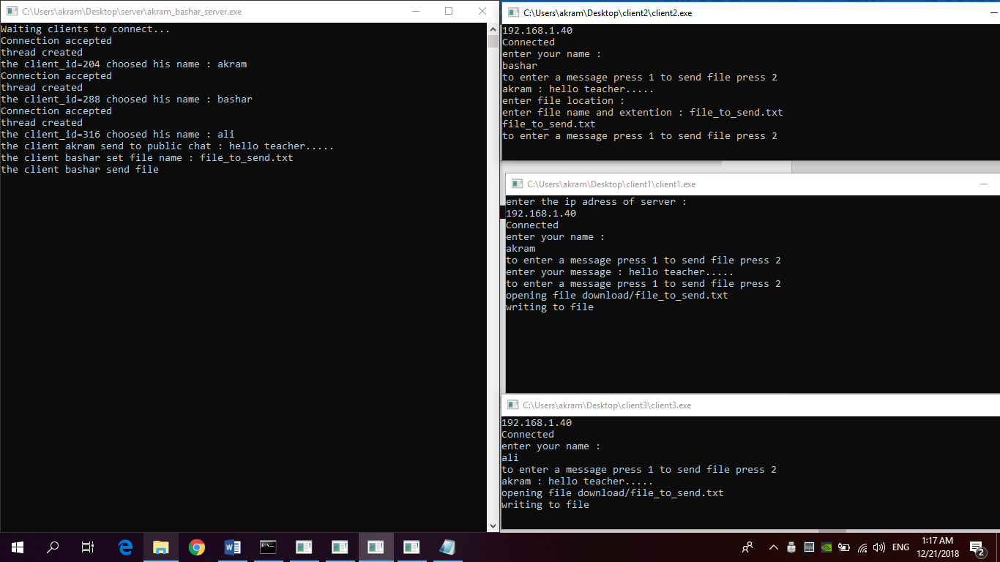 C:\Users\akram\Desktop\server\akram_bashar_server.exe
Waiting clients to connect...
Connection accepted
thread created
the client_id=204 choosed his name : akram
Connection accepted
thread created
the client_id=288 choosed his name : bashar
Connection accepted
thread created
the client_id=316 choosed his name : ali
the client akram send to public chat : hello teacher.....
the client bashar set file name : file_to_send.txt
the client bashar send file
C:\Users\akram\Desktop\client2\client2.exe
192.168.1.40
Connected
enter your name :
bashar
to enter a message press 1 to send file press 2
akram : hello teacher.....
enter file location :
enter file name and extention : file_to_send.txt
file_to_send.txt
to enter a message press 1 to send file press 2
C:\Users\akram\Desktop\client1\client1.exe
enter the ip adress of server :
192.168.1.40
Connected
enter your name :
akram
to enter a message press 1 to send file press 2
enter your message : hello teacher.....
to enter a message press 1 to send file press 2
opening file download/file_to_send.txt
writing to file
C:\Users\akram\Desktop\client3\client3.exe
192.168.1.40
Connected
enter your name :
ali
to enter a message press 1 to send file press 2
akram : hello teacher.....
opening file download/file_to_send.txt
writing to file
ENG
1:17 AM
12/21/2018
2